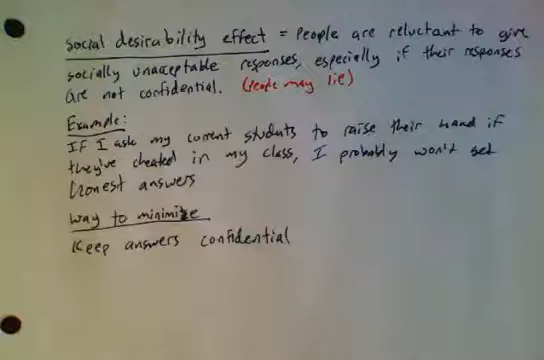 Social desirability effect = People are reluctant to give
socially unacceptable responses, especially if their responses
are not confidential. (People may lie)
Example:
If I ask my current students to raise their hand if
they've cheated in my class, I probably won't get
honest answers
Way to minimize
Keep answers confidential